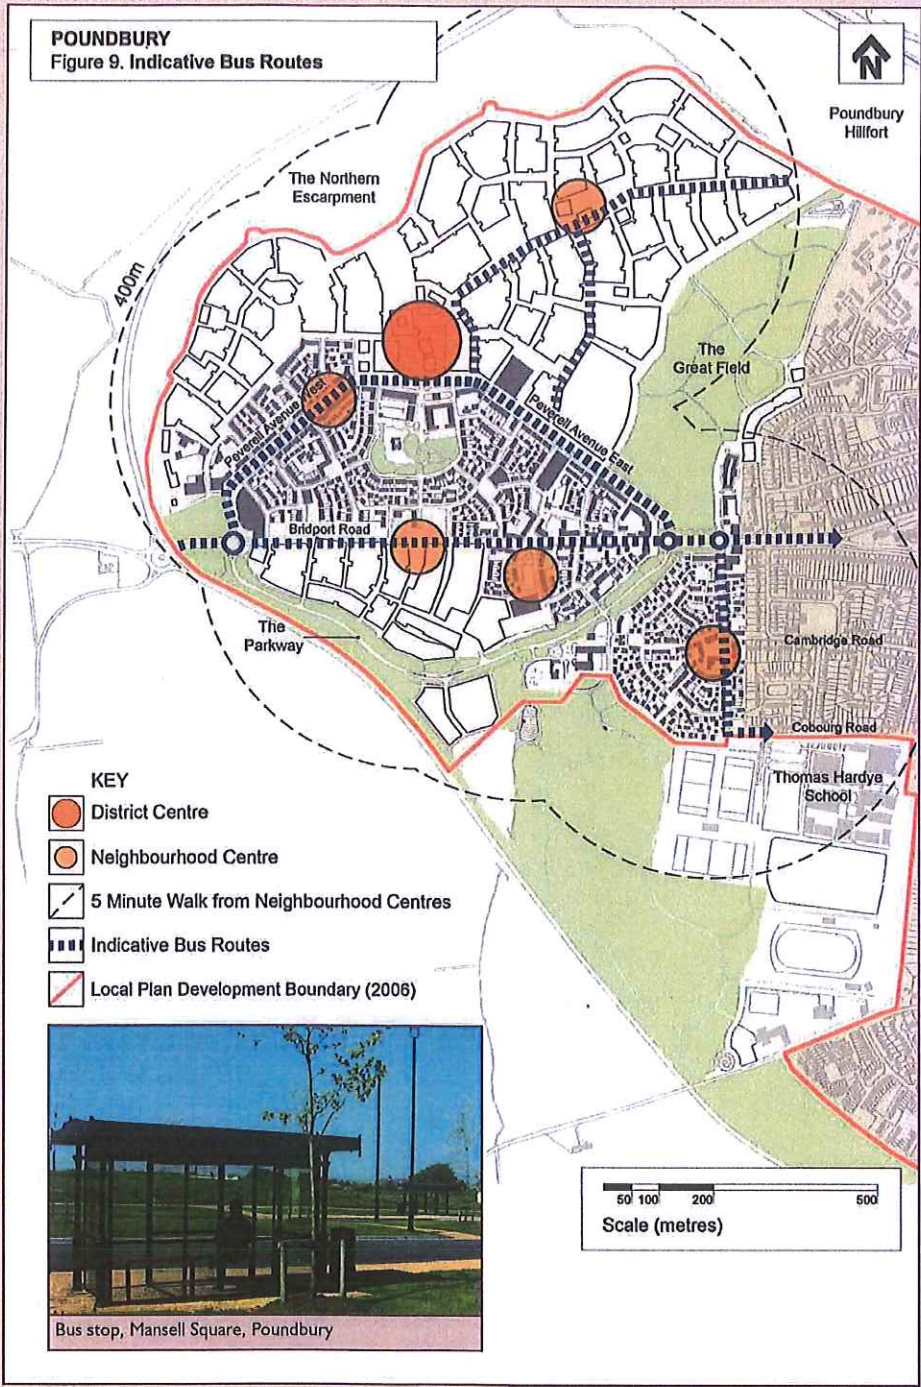 POUNDBURY
Figure 9. Indicative Bus Routes
N
Poundbury
Hillfort
The Northern
Escarpment
400m
The
Great Field
Peverell Avenue West
Peverell Avenue East
Bridport Road
The
Parkway
Cambridge Road
Cobourg Road
Thomas Hardye
School
KEY
District Centre
Neighbourhood Centre
5 Minute Walk from Neighbourhood Centres
Indicative Bus Routes
Local Plan Development Boundary (2006)
50 100 200 500
Scale (metres)
Bus stop, Mansell Square, Poundbury